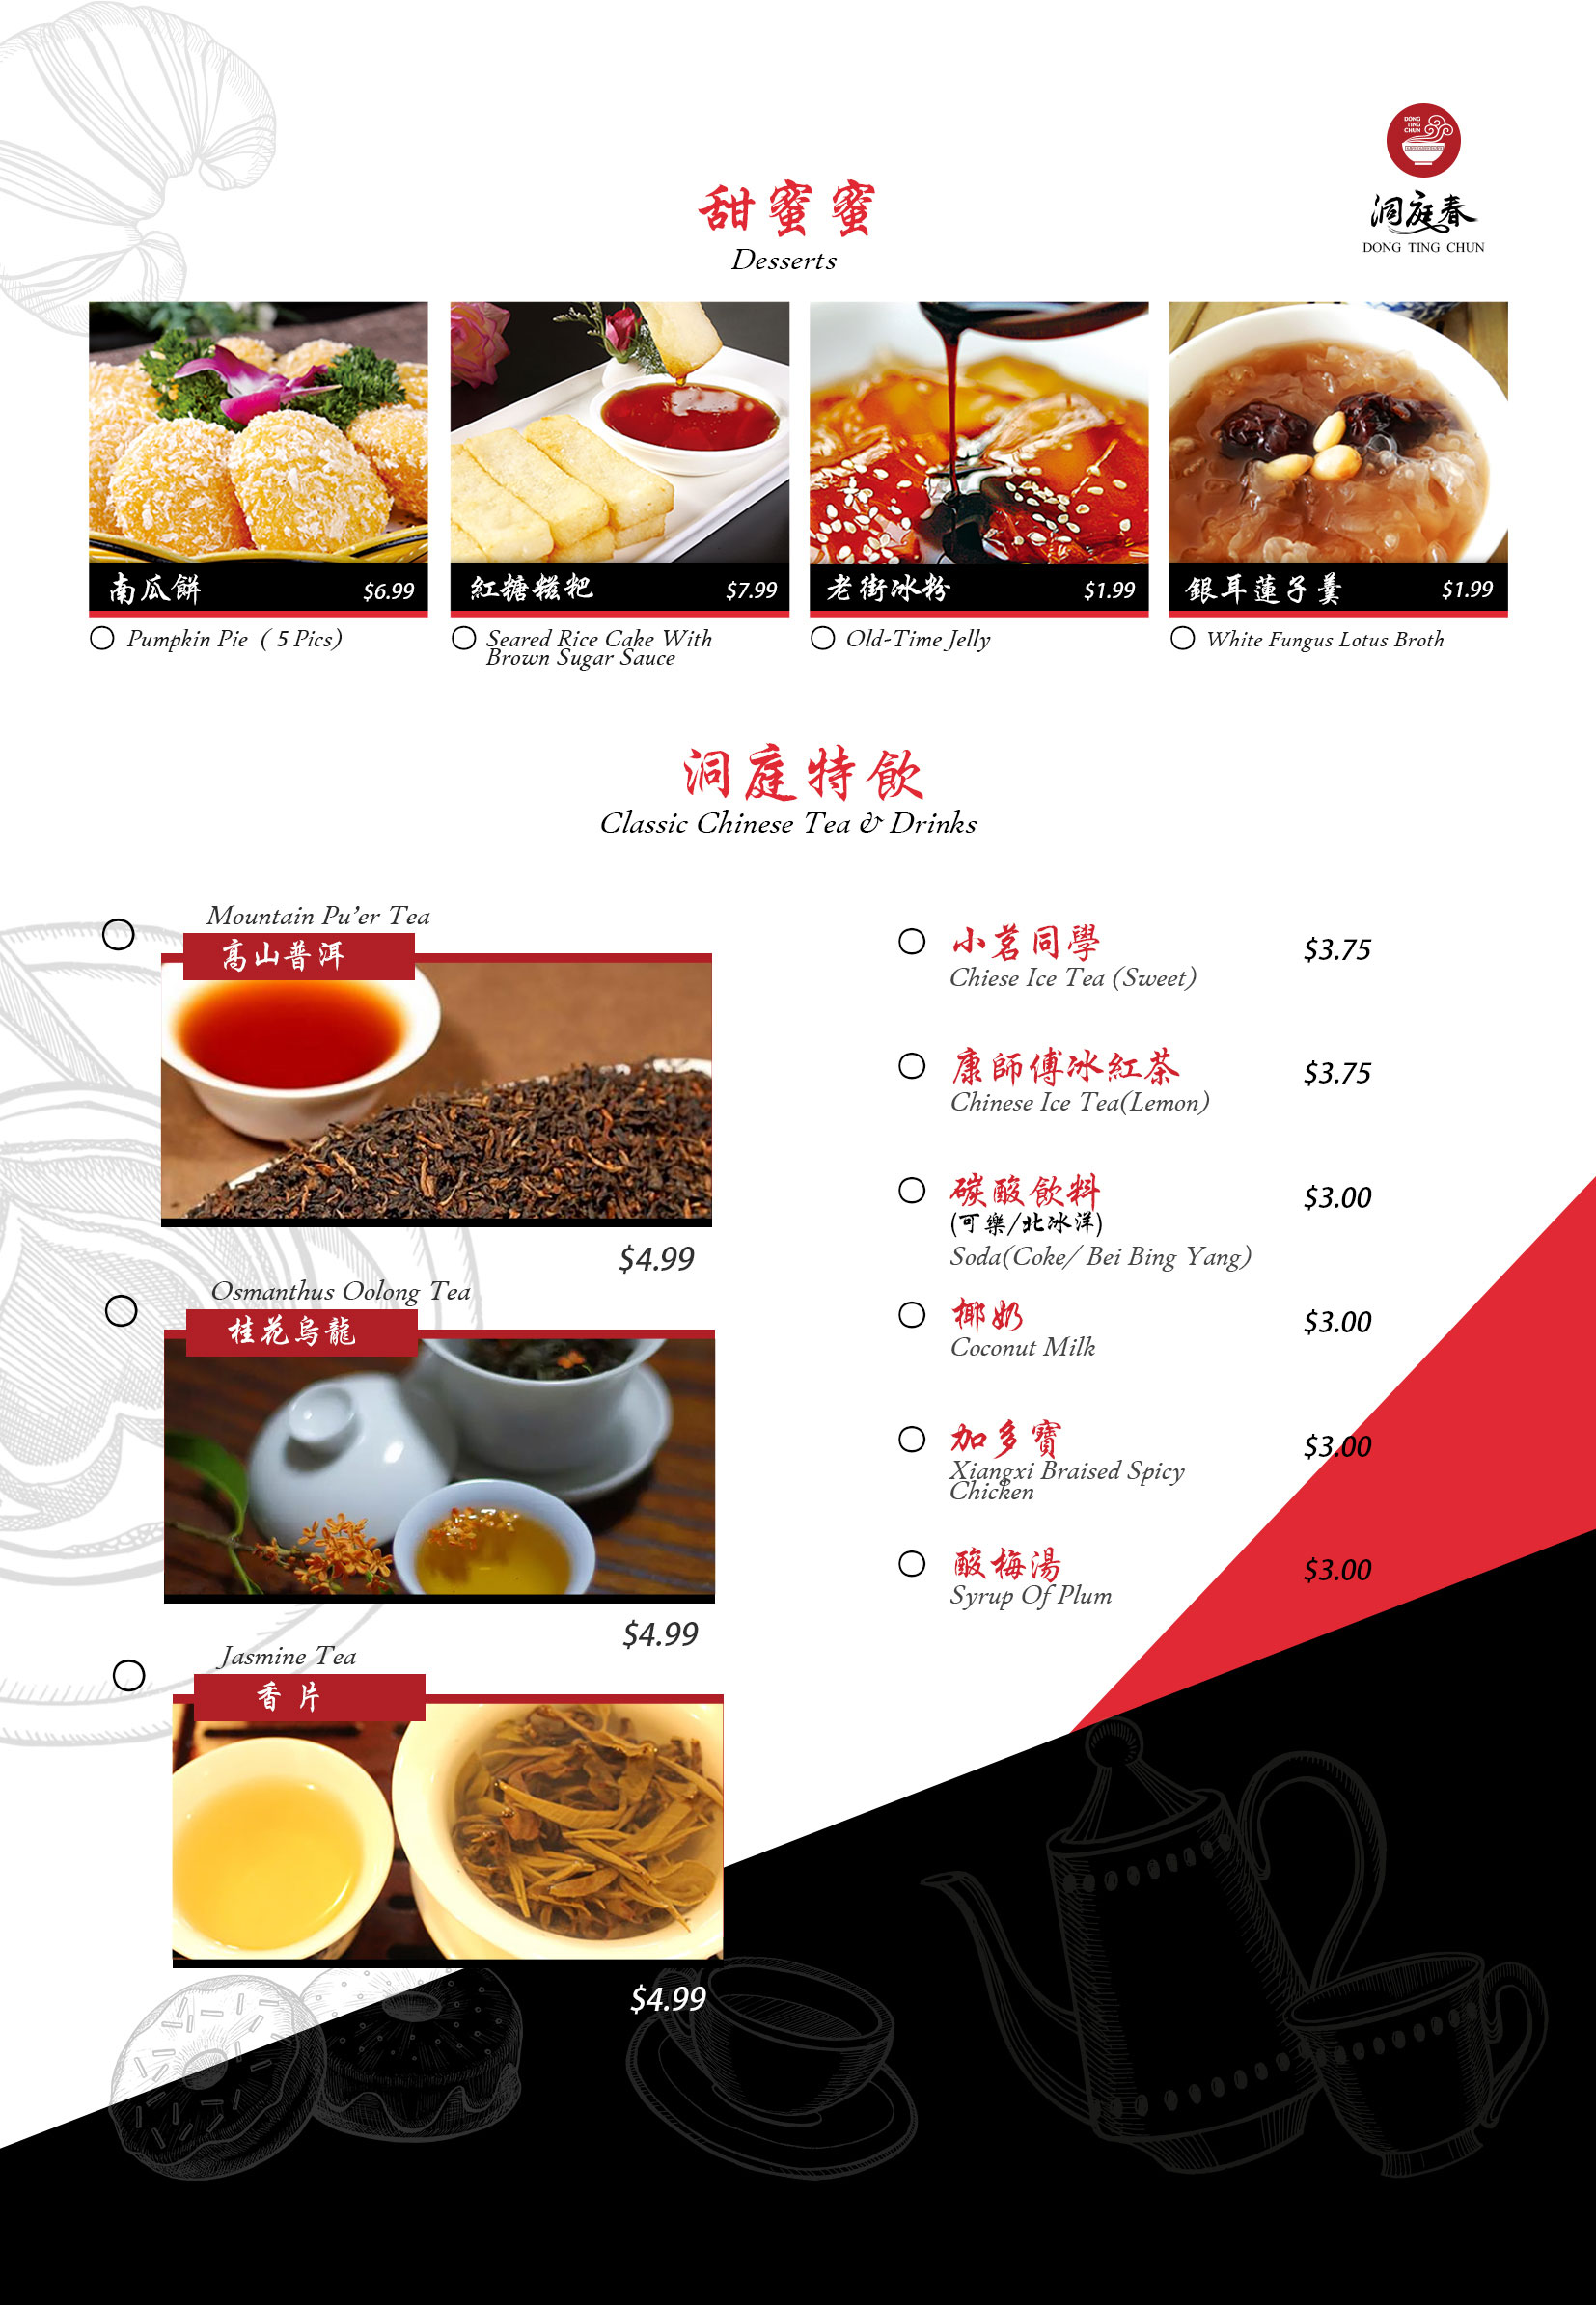 DONG
TING
CHUN
洞庭春
DONG TING CHUN
甜蜜蜜
Desserts
南瓜餅 $6.99
Pumpkin Pie ( 5 Pics)
紅糖糍粑 $7.99
Seared Rice Cake With
Brown Sugar Sauce
老街冰粉 $1.99
Old-Time Jelly
銀耳蓮子羹 $1.99
White Fungus Lotus Broth
洞庭特飲
Classic Chinese Tea & Drinks
Mountain Pu'er Tea
高山普洱
$4.99
Osmanthus Oolong Tea
桂花烏龍
$4.99
Jasmine Tea
香片
$4.99
小茗同學 $3.75
Chiese Ice Tea (Sweet)
康師傅冰紅茶 $3.75
Chinese Ice Tea(Lemon)
碳酸飲料 $3.00
(可樂/北冰洋)
Soda(Coke/ Bei Bing Yang)
椰奶 $3.00
Coconut Milk
加多寶 $3.00
Xiangxi Braised Spicy
Chicken
酸梅湯 $3.00
Syrup Of Plum